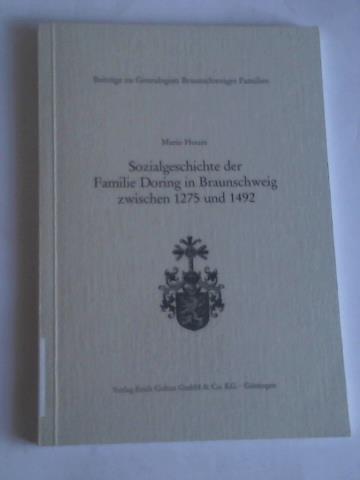 Beiträge zu Genealogien Braunschweiger Familien
Mario
Sozialgeschichte der
Familie Doring in Braunschweig
zwischen 1275 und 1492
Verlag Erich Goltze GmbH & Co. KG. - Göttingen